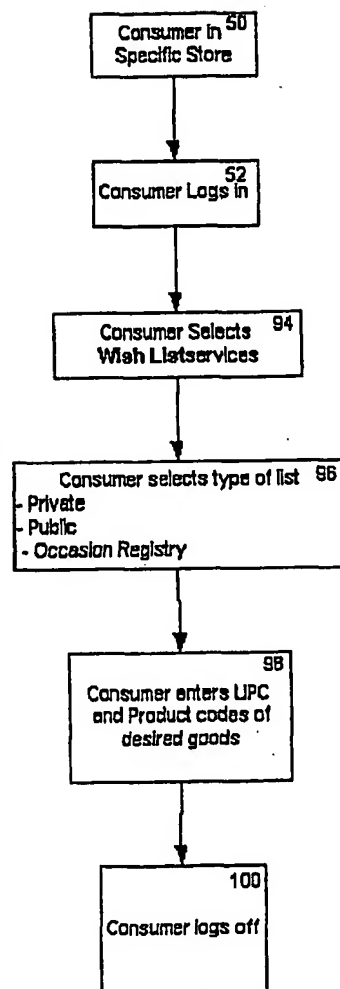 50
Consumer in
Specific Store
52
Consumer Logs in
Consumer Selects 94
Wish Listservices
Consumer selects type of list 96
- Private
- Public
- Occasion Registry
98
Consumer enters UPC
and Product codes of
desired goods
100
Consumer logs off